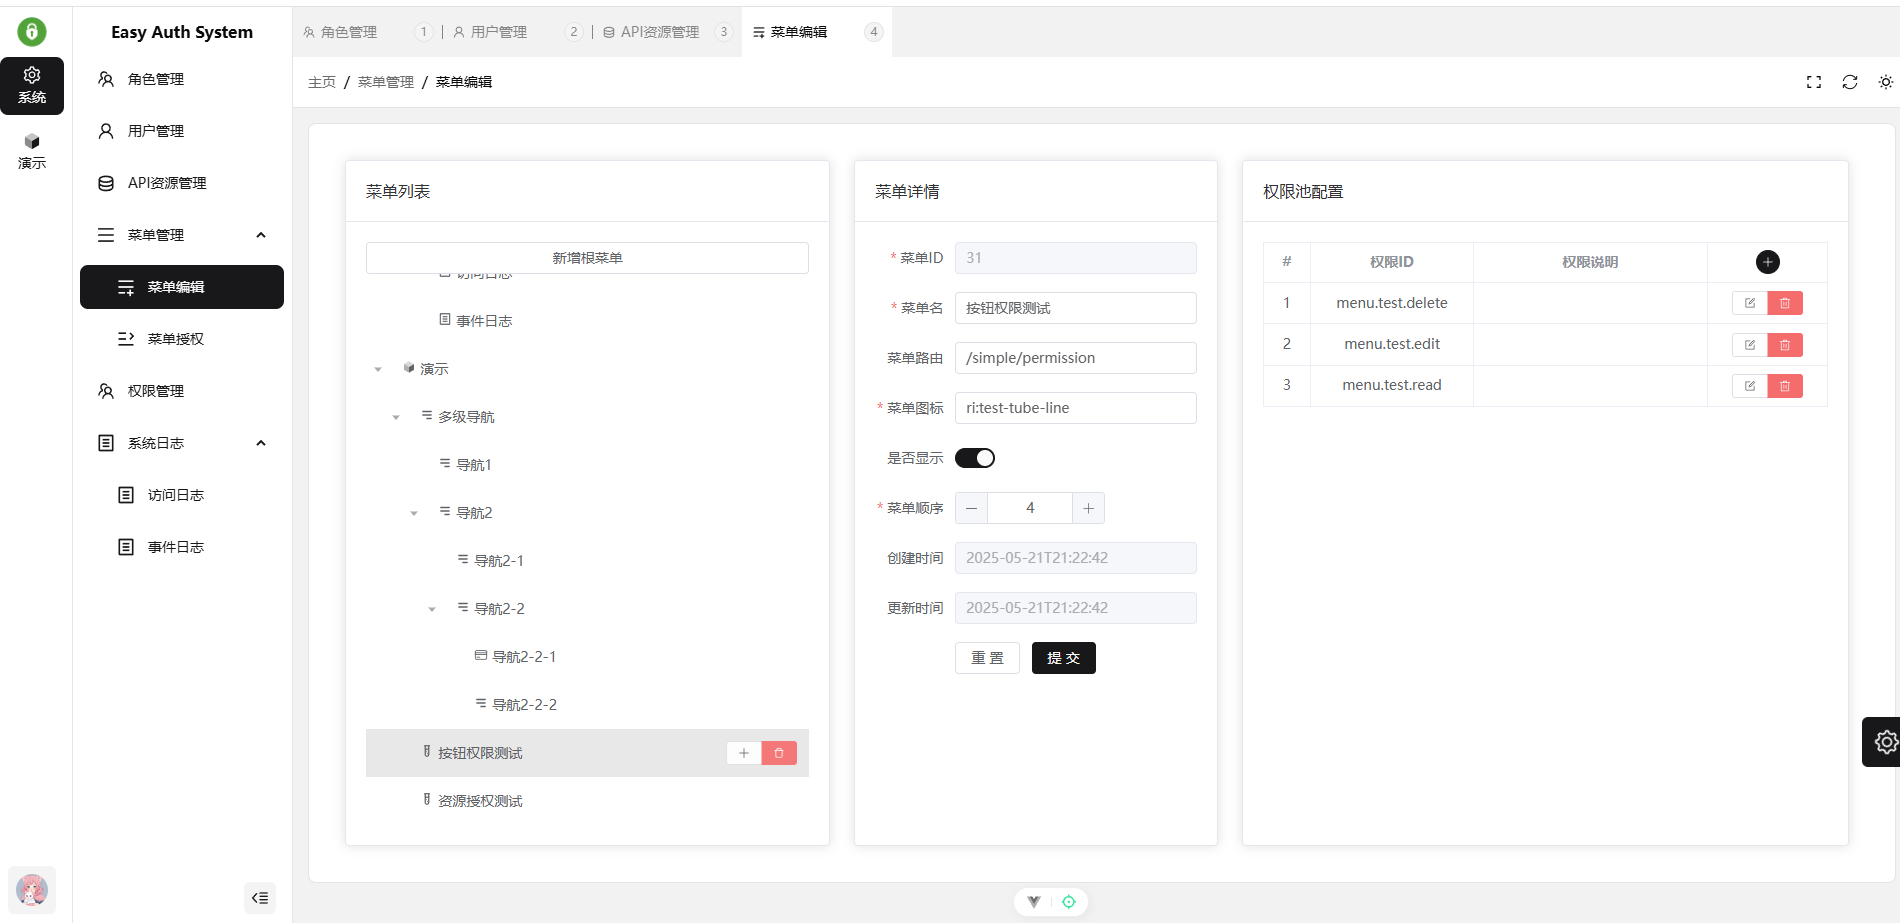 系统
演示
Easy Auth System
角色管理
用户管理
API资源管理
菜单管理
菜单编辑
菜单授权
权限管理
系统日志
访问日志
事件日志
角色管理 1
用户管理 2
API资源管理 3
菜单编辑 4
主页 / 菜单管理 / 菜单编辑
菜单列表
新增根菜单
访问日志
事件日志
演示
多级导航
导航1
导航2
导航2-1
导航2-2
导航2-2-1
导航2-2-2
按钮权限测试
资源授权测试
菜单详情
* 菜单ID 31
* 菜单名 按钮权限测试
菜单路由 /simple/permission
* 菜单图标 ri:test-tube-line
是否显示
* 菜单顺序 4
创建时间 2025-05-21T21:22:42
更新时间 2025-05-21T21:22:42
重 置 提 交
权限池配置
# 权限ID 权限说明
1 menu.test.delete
2 menu.test.edit
3 menu.test.read